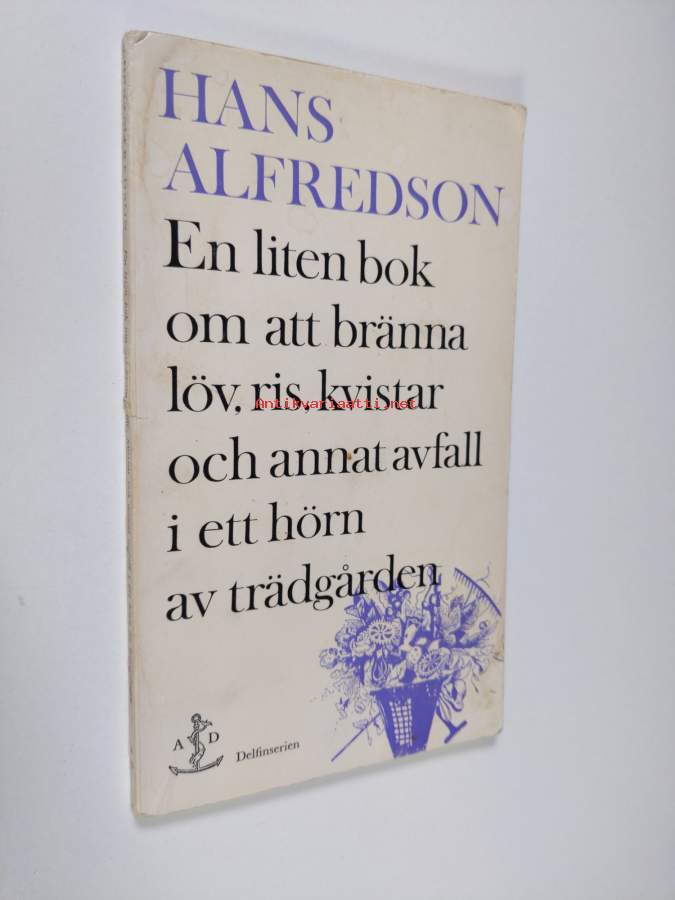 HANS
ALFREDSON
En liten bok
om att bränna
löv, ris, kvistar
Antikvariaatti.net
och annat avfall
i ett hörn
av trädgården
A D
Delfinserien